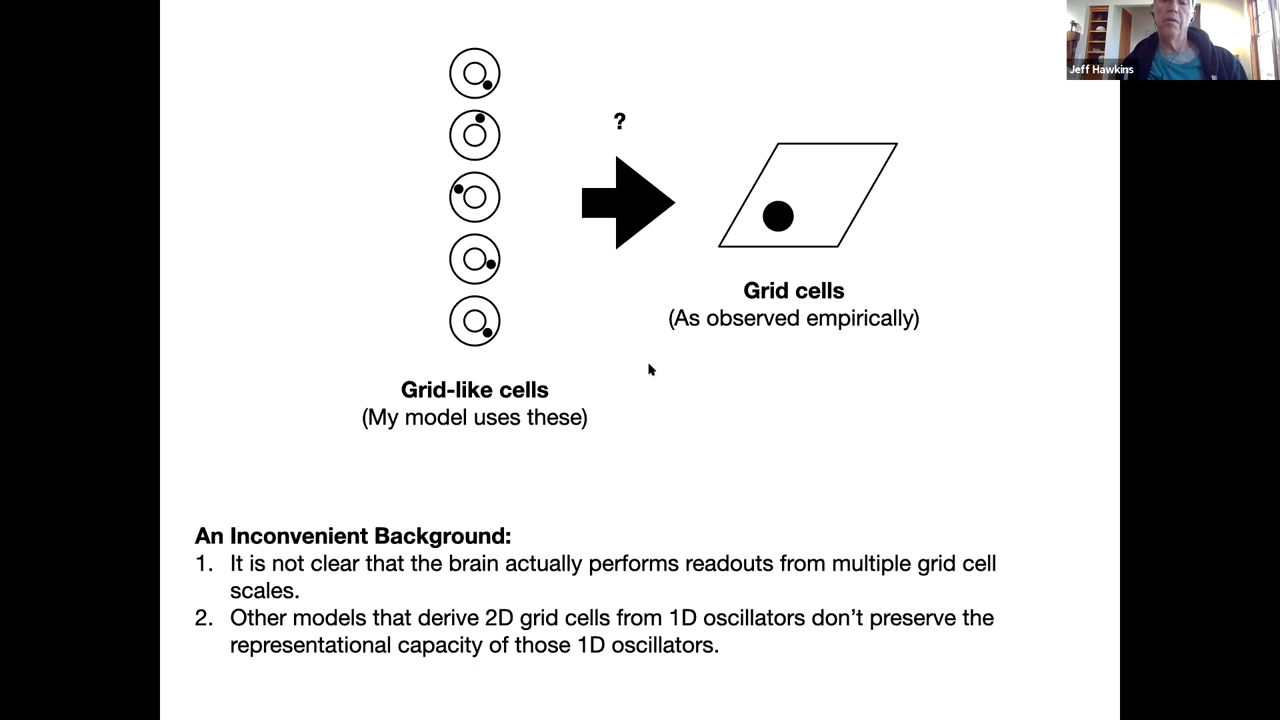 Jeff Hawkins
?
Grid cells
(As observed empirically)
Grid-like cells
(My model uses these)
An Inconvenient Background:
1. It is not clear that the brain actually performs readouts from multiple grid cell
scales.
2. Other models that derive 2D grid cells from 1D oscillators don’t preserve the
representational capacity of those 1D oscillators.